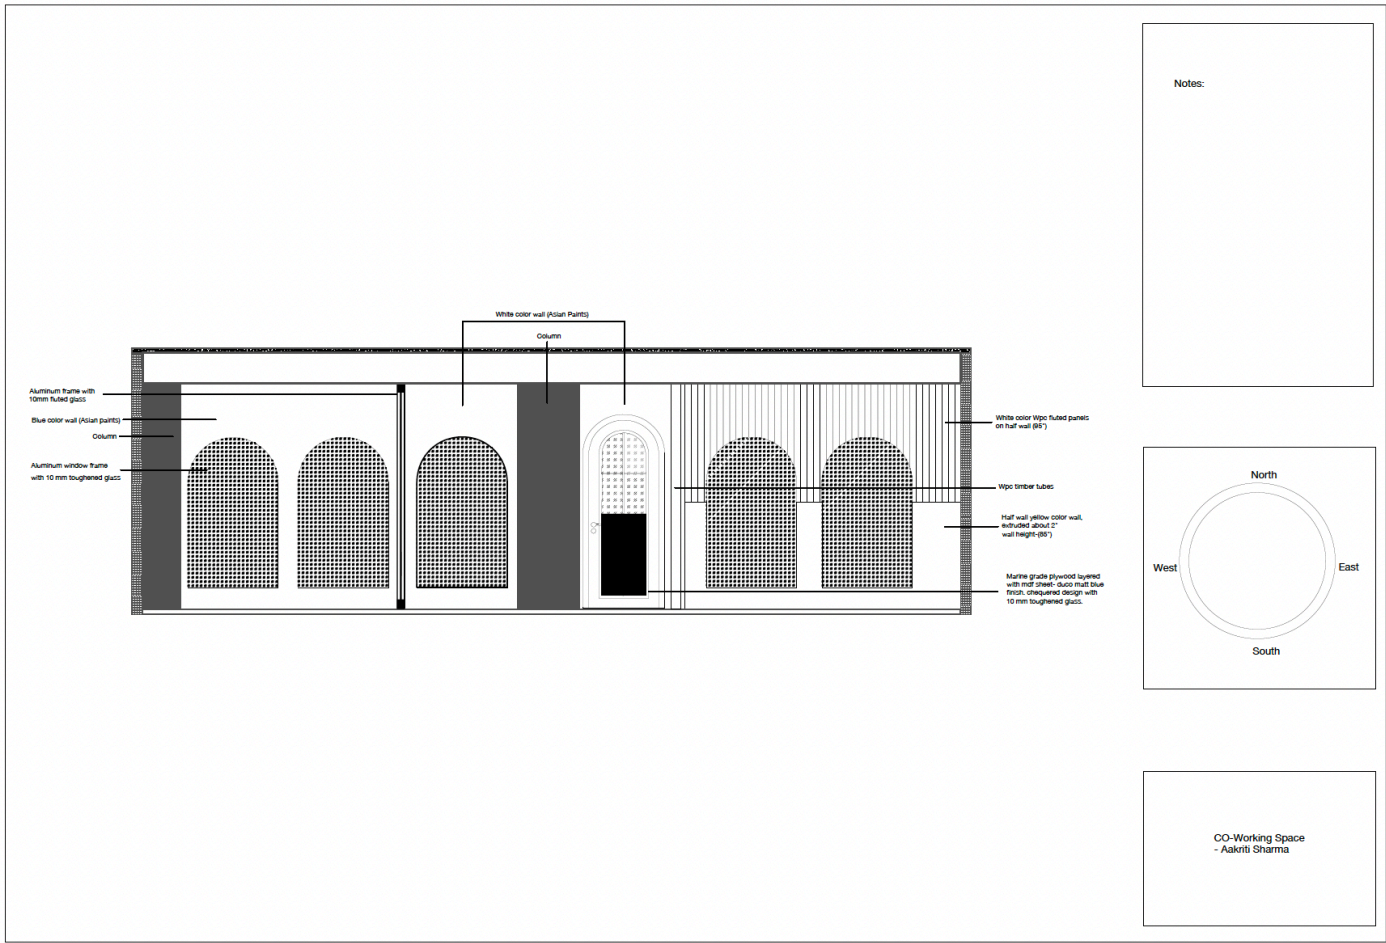 Notes:
White color wall (Asian Paints)
Column
Aluminum frame with
10mm fluted glass
Blue color wall (Asian paints)
Column
Aluminum window frame
with 10 mm toughened glass
White color Wpc fluted panels
on half wall (95")
Wpc timber tubes
Half wall yellow color wall,
extruded about 2"
wall height-(85")
Marine grade plywood layered
with mdf sheet- duco matt blue
finish. chequered design with
10 mm toughened glass.
North
West
East
South
CO-Working Space
- Aakriti Sharma